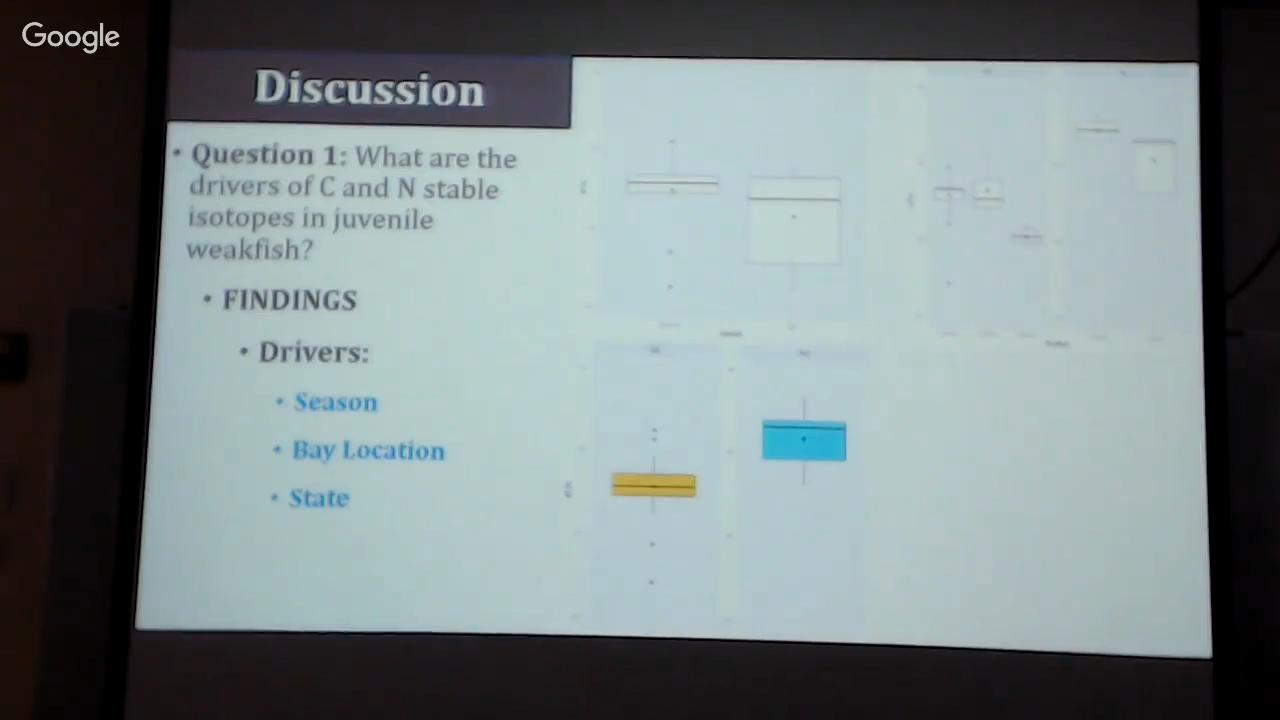 Google
Discussion
• Question 1: What are the
drivers of C and N stable
isotopes in juvenile
weakfish?
• FINDINGS
• Drivers:
• Season
• Bay Location
• State